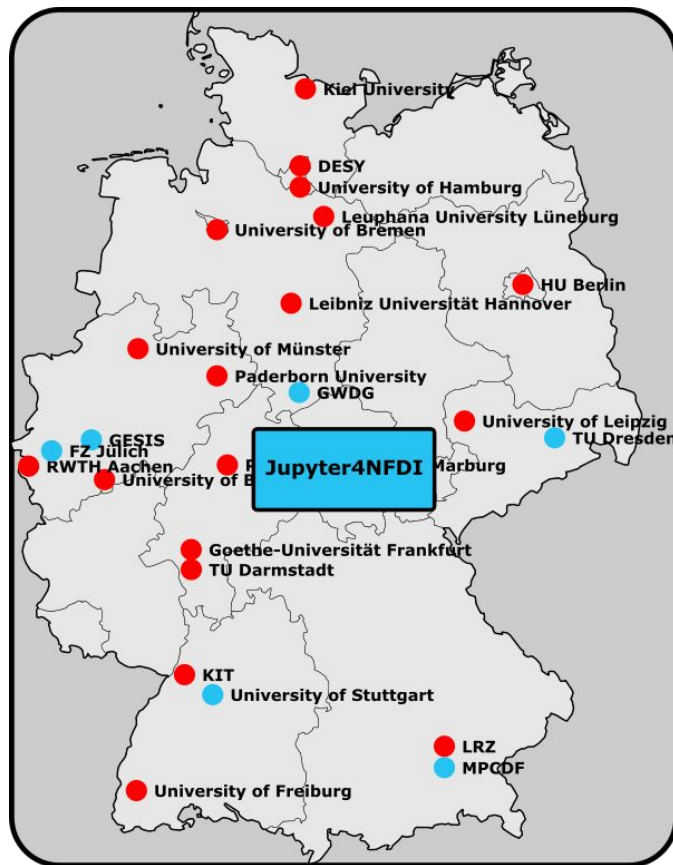 Kiel University
DESY
University of Hamburg
Leuphana University Lüneburg
University of Bremen
HU Berlin
Leibniz Universität Hannover
University of Münster
Paderborn University
GWDG
University of Leipzig
TU Dresden
GESIS
FZ Jülich
RWTH Aachen
Jupyter4NFDI
Marburg
University of
Goethe-Universität Frankfurt
TU Darmstadt
KIT
University of Stuttgart
LRZ
MPCDF
University of Freiburg